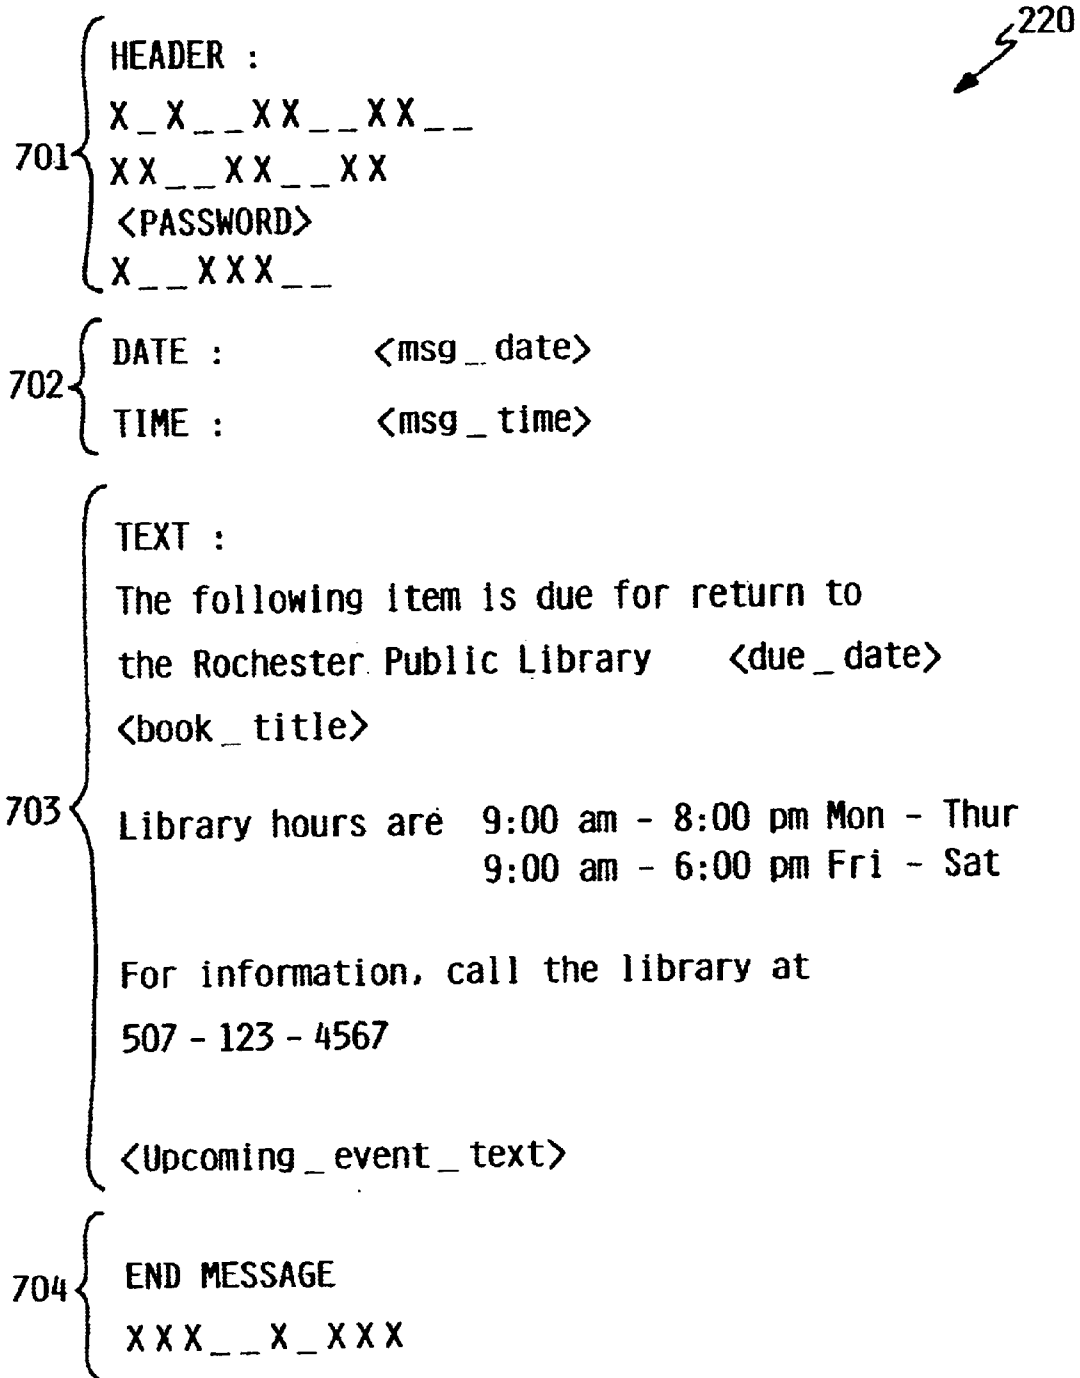 220
HEADER :
X_X__XX__XX__
701
XX__XX__XX
<PASSWORD>
X__XXX__
DATE : <msg_date>
702
TIME : <msg_time>
TEXT :
The following item is due for return to
the Rochester Public Library <due_date>
<book_title>
703
Library hours are 9:00 am - 8:00 pm Mon - Thur
9:00 am - 6:00 pm Fri - Sat
For information, call the library at
507-123-4567
<Upcoming_event_text>
704
END MESSAGE
XXX__X_XXX